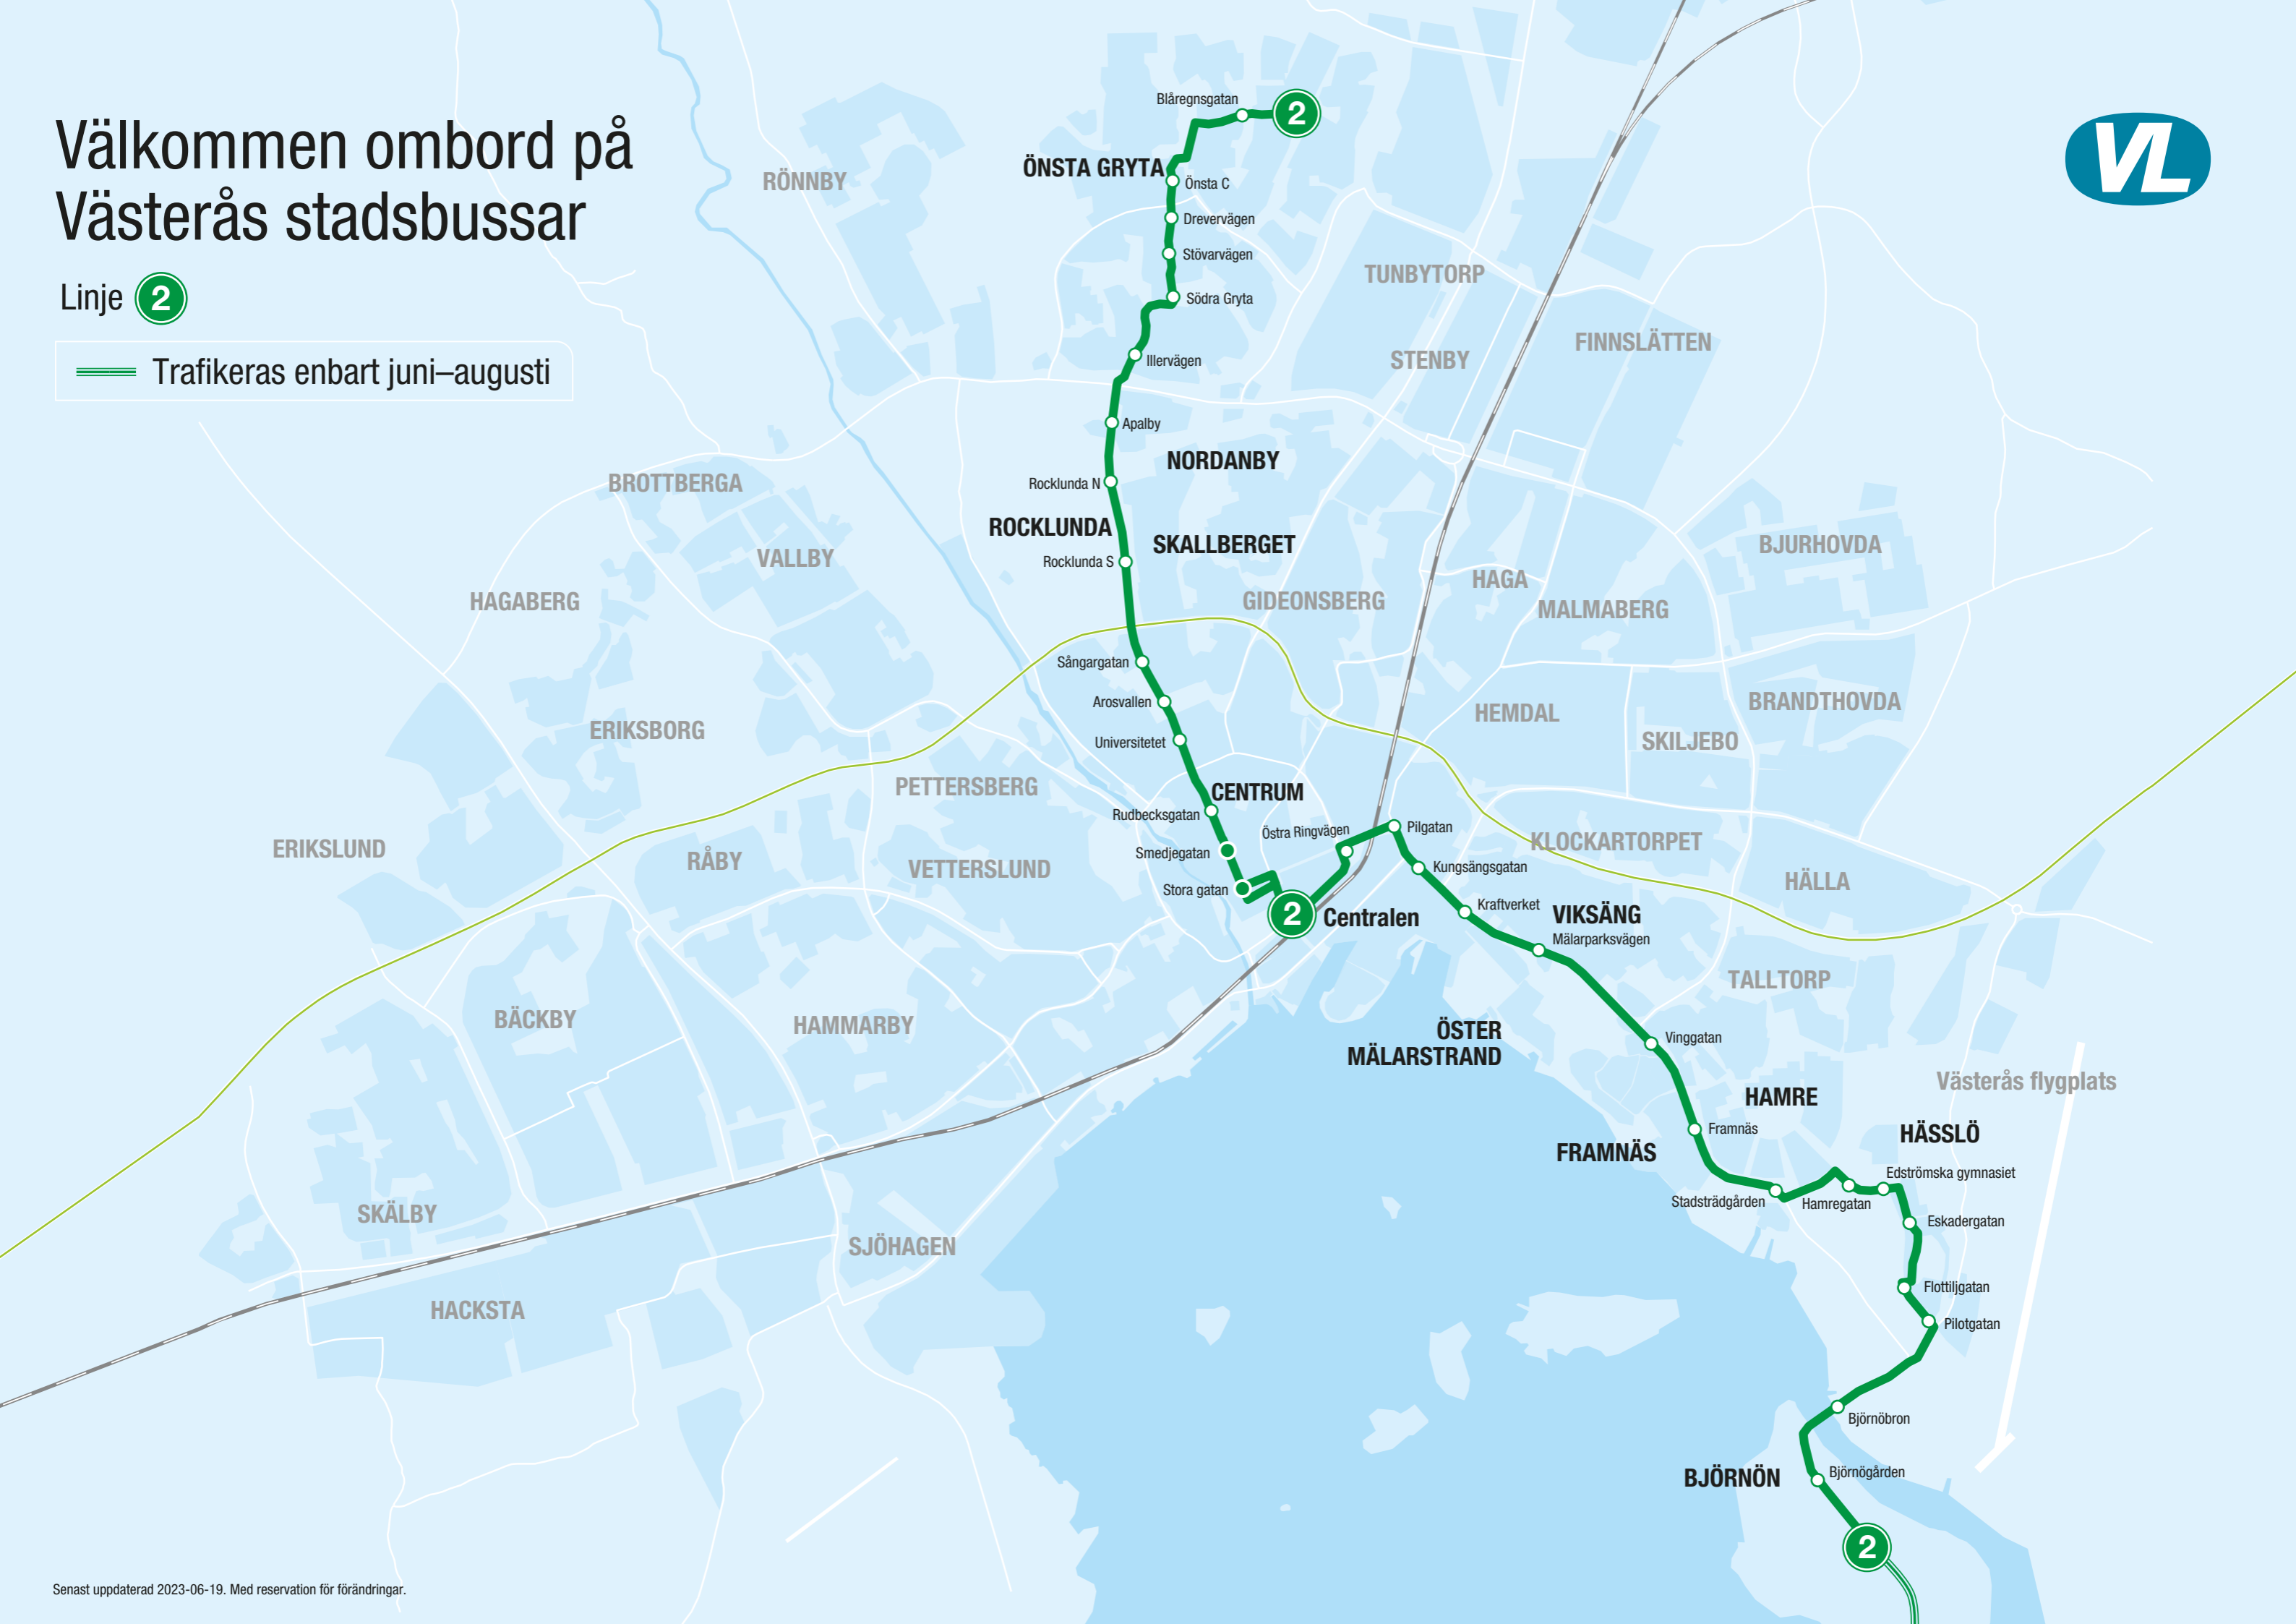 Välkommen ombord på
Västerås stadsbussar
Linje 2
Trafikeras enbart juni–augusti
VL
Blåregnsgatan
2
ÖNSTA GRYTA
Önsta C
RÖNNBY
Drevervägen
Stövarvägen
TUNBYTORP
Södra Gryta
FINNSLÄTTEN
Illervägen
STENBY
Apalby
NORDANBY
Rocklunda N
BROTTBERGA
ROCKLUNDA
SKALLBERGET
BJURHOVDA
VALLBY
Rocklunda S
HAGA
HAGABERG
GIDEONSBERG
MALMABERG
Sångargatan
Arosvallen
BRANDTHOVDA
HEMDAL
ERIKSBORG
Universitetet
SKILJEBO
PETTERSBERG
CENTRUM
Rudbecksgatan
Östra Ringvägen
Pilgatan
KLOCKARTORPET
ERIKSLUND
Smedjegatan
RÅBY
VETTERSLUND
Kungsängsgatan
HÄLLA
Stora gatan
Kraftverket
2
Centralen
VIKSÄNG
Mälarparksvägen
TALLTORP
BÄCKBY
HAMMARBY
ÖSTER
MÄLARSTRAND
Vinggatan
Västerås flygplats
HAMRE
Framnäs
HÄSSLÖ
FRAMNÄS
Edströmska gymnasiet
Stadsträdgården
Hamregatan
SKÄLBY
Eskadergatan
SJÖHAGEN
Flottiljgatan
HACKSTA
Pilotgatan
Björnöbron
BJÖRNÖN
Björnögården
2
Senast uppdaterad 2023-06-19. Med reservation för förändringar.